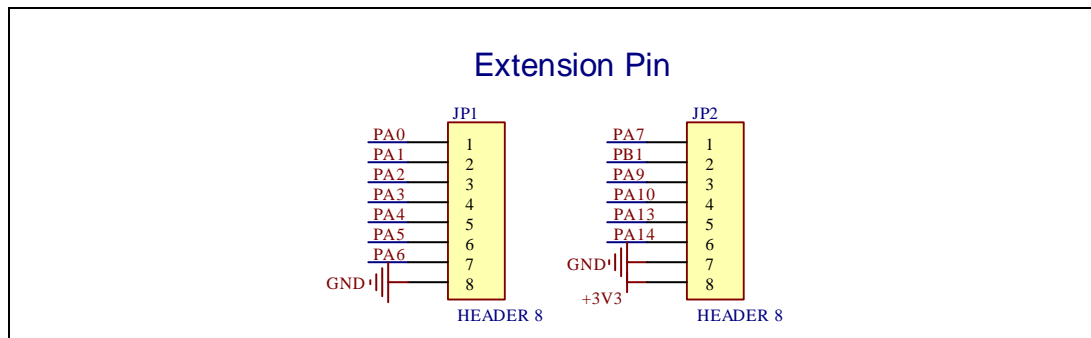 Extension Pin
JP1
PA0 1
PA1 2
PA2 3
PA3 4
PA4 5
PA5 6
PA6 7
GND 8
HEADER 8
JP2
PA7 1
PB1 2
PA9 3
PA10 4
PA13 5
PA14 6
GND 7
+3V3 8
HEADER 8